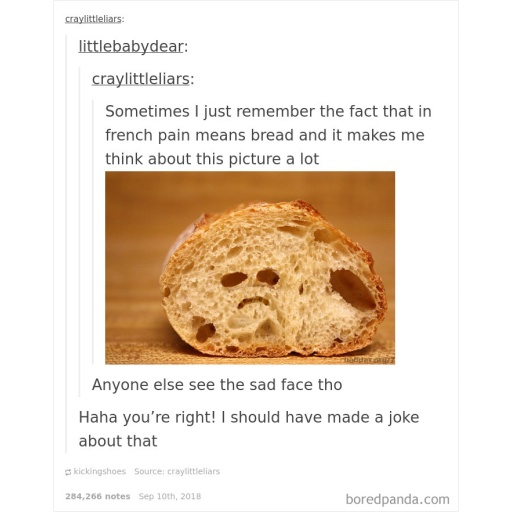 craylittleliars:
littlebabydear:
craylittleliars:
Sometimes I just remember the fact that in
french pain means bread and it makes me
think about this picture a lot
Anyone else see the sad face tho
Haha you’re right! I should have made a joke
about that
kickingshoes Source: craylittleliars
284,266 notes Sep 10th, 2018
boredpanda.com